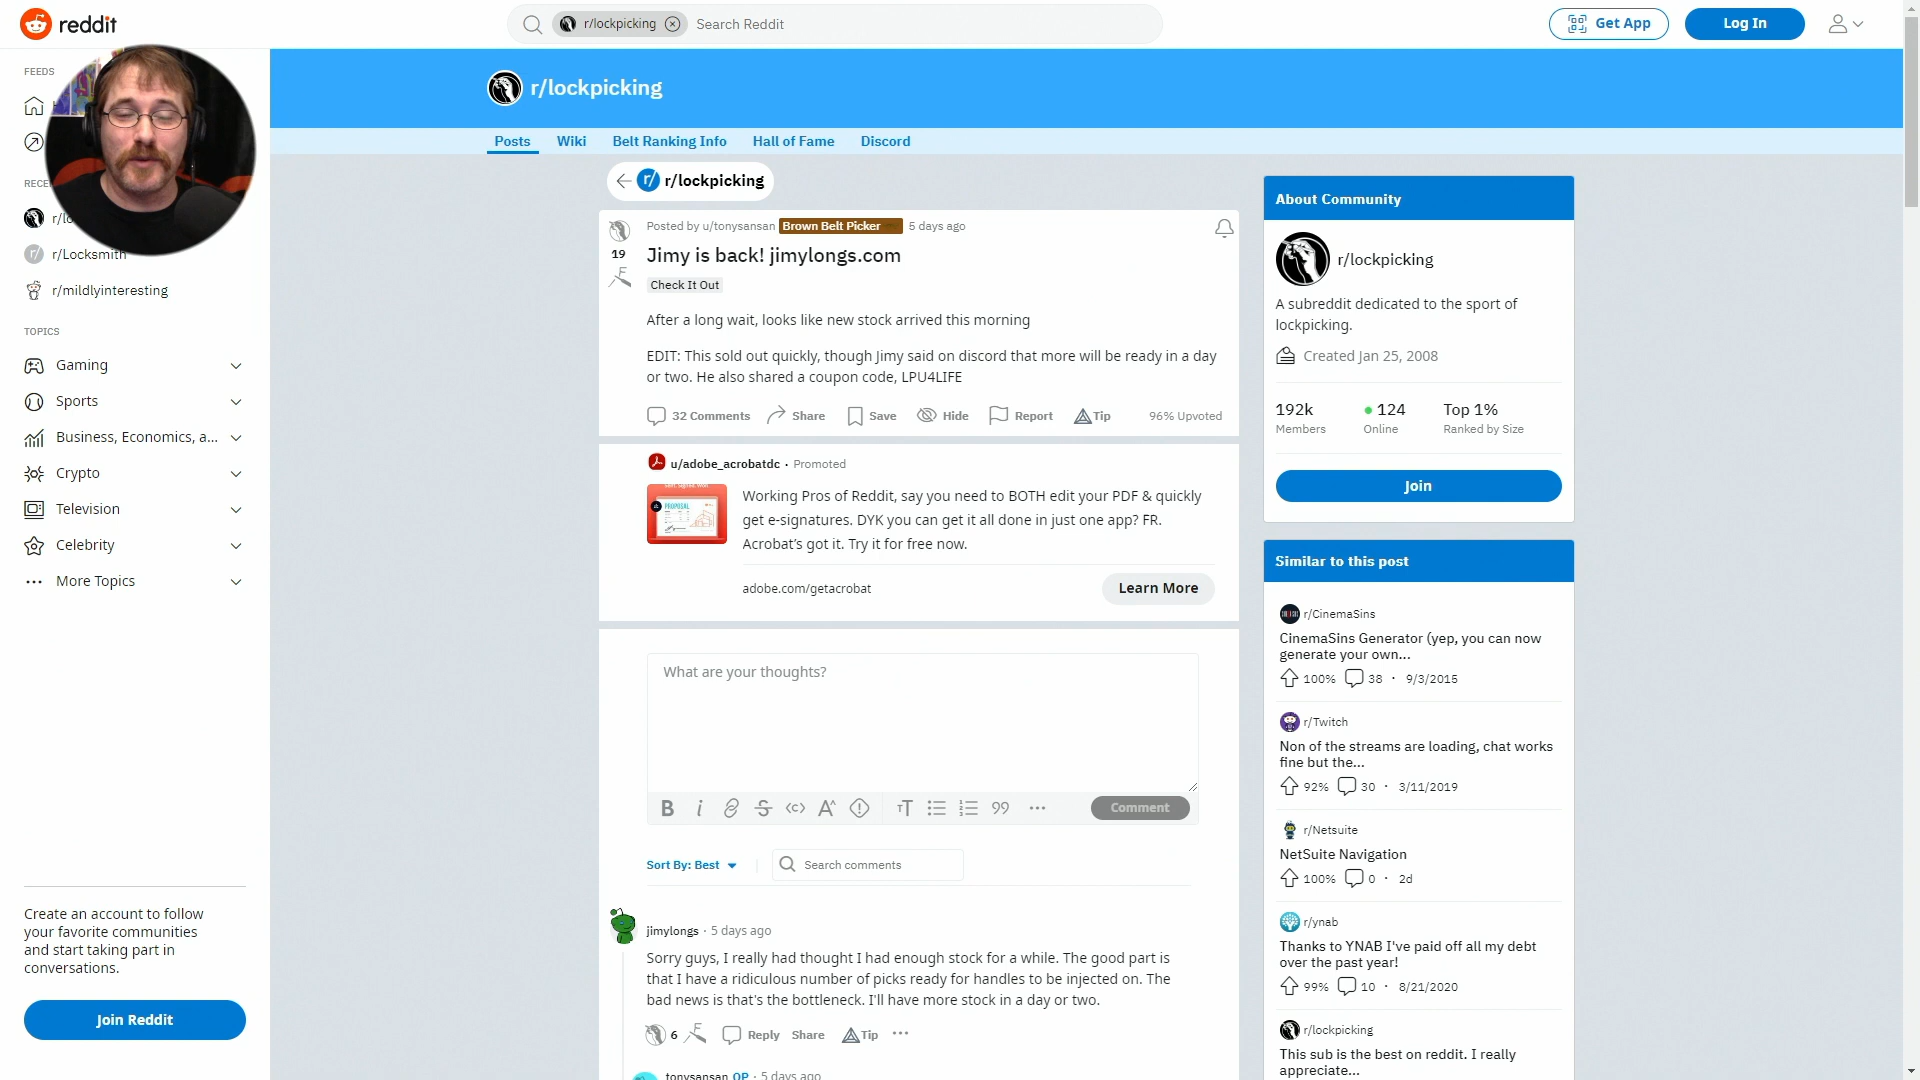 reddit
r/lockpicking
Search Reddit
Get App
Log In
FEEDS
r/lockpicking
Posts
Wiki
Belt Ranking Info
Hall of Fame
Discord
r/lockpicking
r/Locksmith
r/mildlyinteresting
TOPICS
Gaming
Sports
Business, Economics, a...
Crypto
Television
Celebrity
More Topics
Create an account to follow
your favorite communities
and start taking part in
conversations.
Join Reddit
Posted by u/tonysansan Brown Belt Picker 5 days ago
19
Jimy is back! jimylongs.com
Check It Out
After a long wait, looks like new stock arrived this morning
EDIT: This sold out quickly, though Jimy said on discord that more will be ready in a day
or two. He also shared a coupon code, LPU4LIFE
32 Comments
Share
Save
Hide
Report
Tip
96% Upvoted
u/adobe_acrobatdc · Promoted
PROPOSAL
Working Pros of Reddit, say you need to BOTH edit your PDF & quickly
get e-signatures. DYK you can get it all done in just one app? FR.
Acrobat’s got it. Try it for free now.
adobe.com/getacrobat
Learn More
What are your thoughts?
Comment
Sort By: Best
Search comments
jimylongs · 5 days ago
Sorry guys, I really had thought I had enough stock for a while. The good part is
that I have a ridiculous number of picks ready for handles to be injected on. The
bad news is that's the bottleneck. I'll have more stock in a day or two.
6
Reply
Share
Tip
tonysansan OP · 5 days ago
About Community
r/lockpicking
A subreddit dedicated to the sport of
lockpicking.
Created Jan 25, 2008
192k
Members
124
Online
Top 1%
Ranked by Size
Join
Similar to this post
r/CinemaSins
CinemaSins Generator (yep, you can now
generate your own...
100% 38 · 9/3/2015
r/Twitch
Non of the streams are loading, chat works
fine but the...
92% 30 · 3/11/2019
r/Netsuite
NetSuite Navigation
100% 0 · 2d
r/ynab
Thanks to YNAB I've paid off all my debt
over the past year!
99% 10 · 8/21/2020
r/lockpicking
This sub is the best on reddit. I really
appreciate...